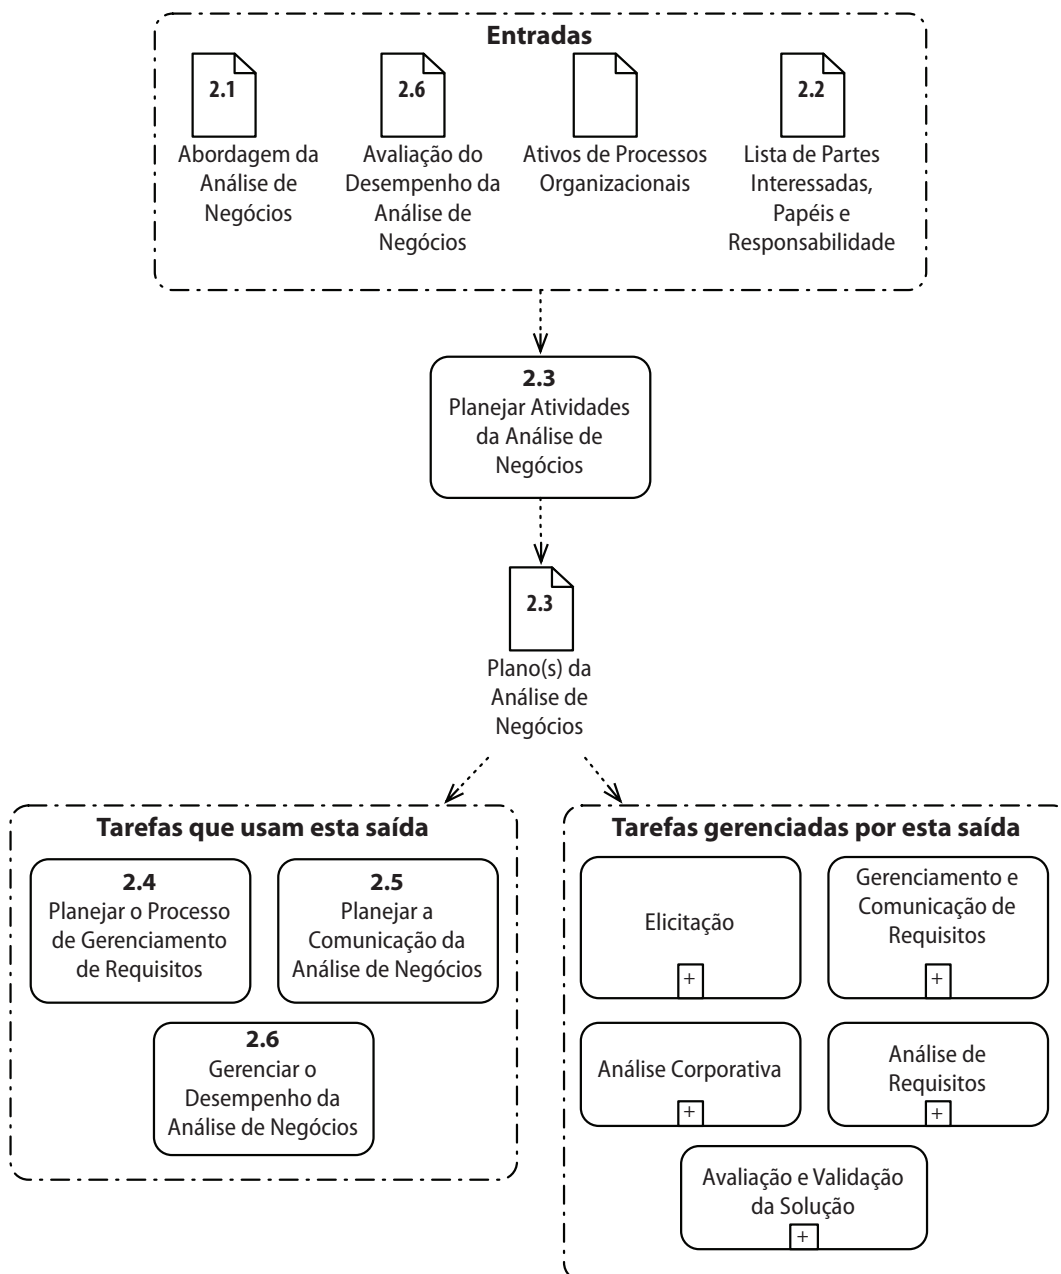 Entradas
2.1
Abordagem da
Análise de
Negócios
2.6
Avaliação do
Desempenho da
Análise de
Negócios
Ativos de Processos
Organizacionais
2.2
Lista de Partes
Interessadas,
Papéis e
Responsabilidade
2.3
Planejar Atividades
da Análise de
Negócios
2.3
Plano(s) da
Análise de
Negócios
Tarefas que usam esta saída
2.4
Planejar o Processo
de Gerenciamento
de Requisitos
2.5
Planejar a
Comunicação da
Análise de Negócios
2.6
Gerenciar o
Desempenho da
Análise de Negócios
Tarefas gerenciadas por esta saída
Elicitação
+
Gerenciamento e
Comunicação de
Requisitos
+
Análise Corporativa
+
Análise de
Requisitos
+
Avaliação e Validação
da Solução
+